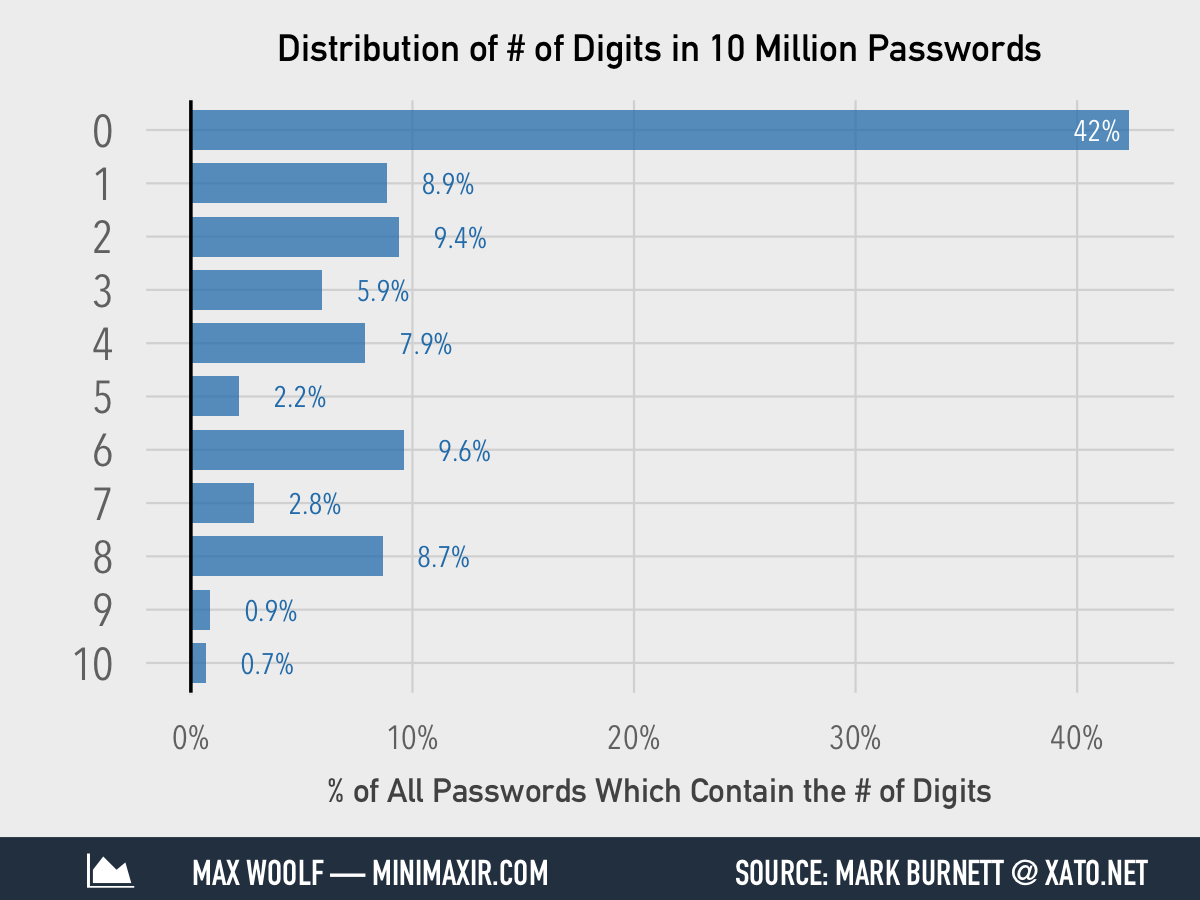 Distribution of # of Digits in 10 Million Passwords
0 42%
1 8.9%
2 9.4%
3 5.9%
4 7.9%
5 2.2%
6 9.6%
7 2.8%
8 8.7%
9 0.9%
10 0.7%
0% 10% 20% 30% 40%
% of All Passwords Which Contain the # of Digits
MAX WOOLF — MINIMAXIR.COM SOURCE: MARK BURNETT @ XATO.NET